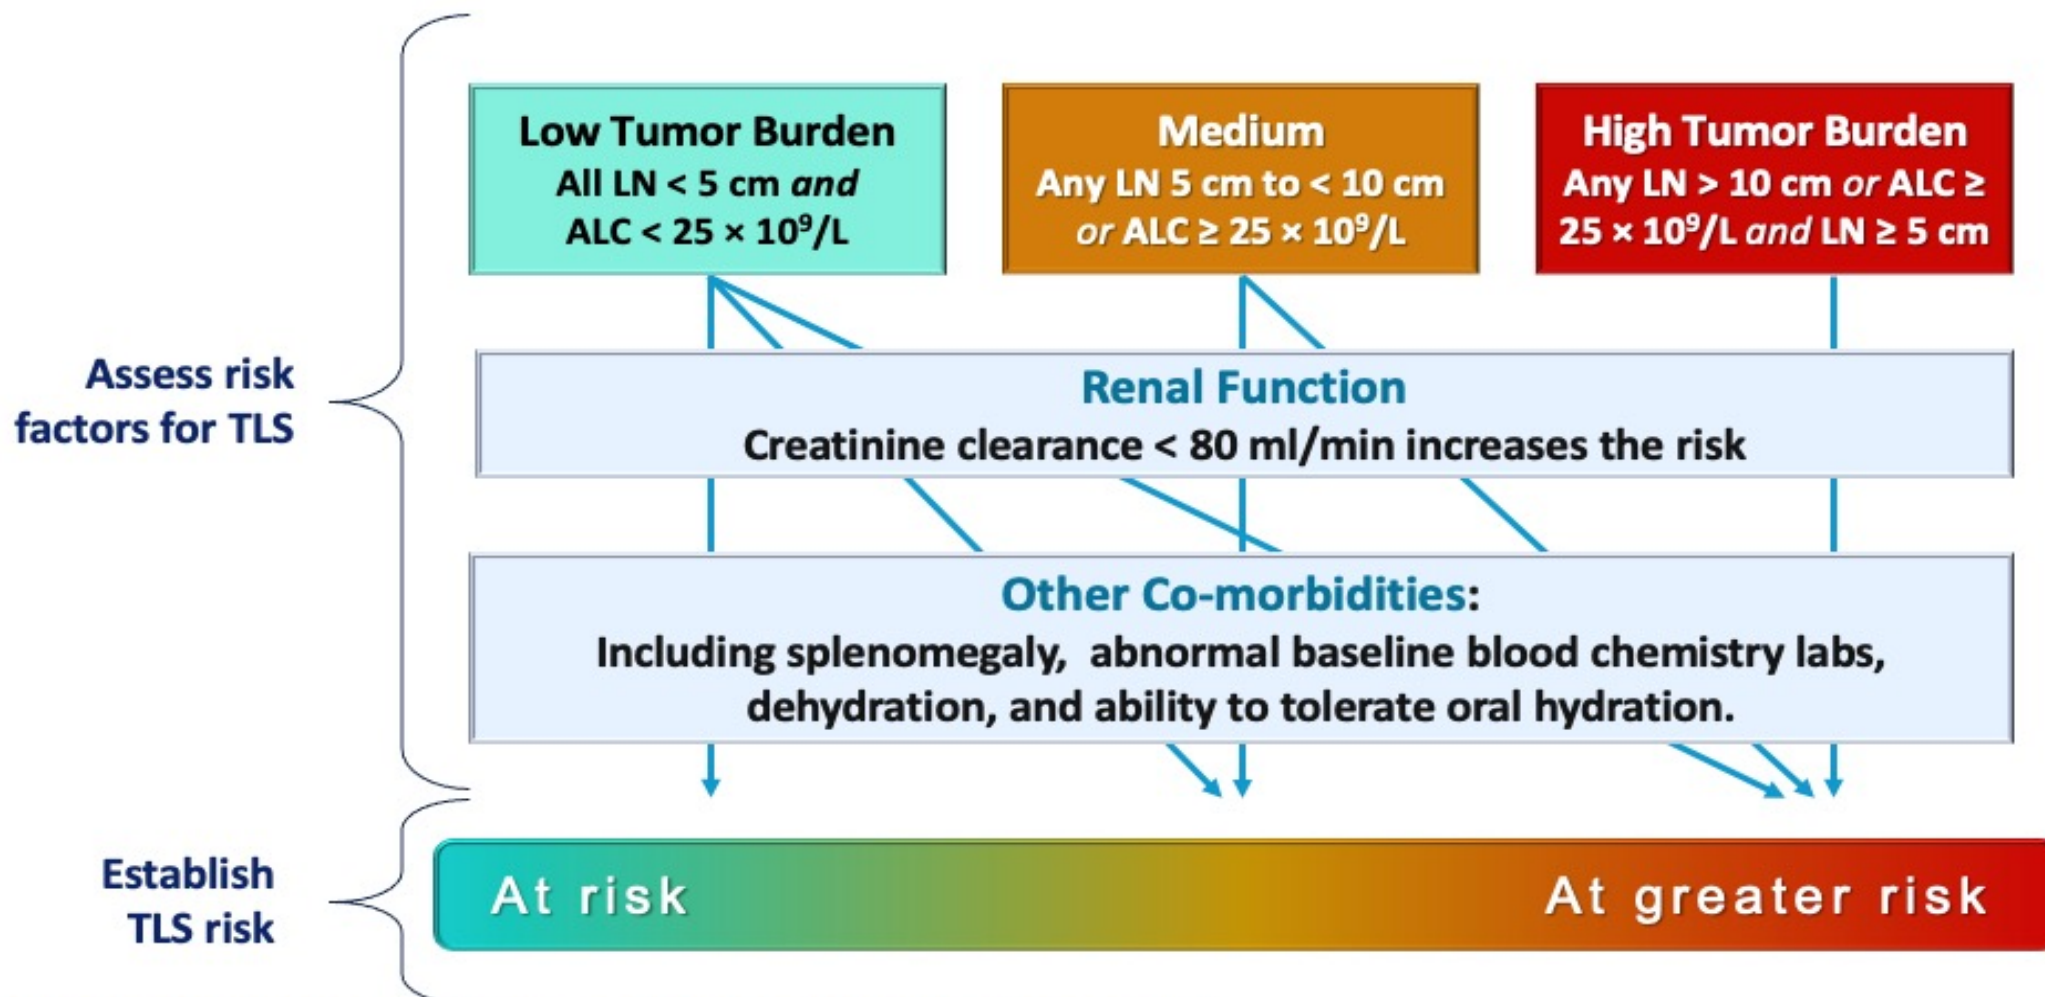 Low Tumor Burden
All LN < 5 cm and
ALC < 25 × 10⁹/L
Medium
Any LN 5 cm to < 10 cm
or ALC ≥ 25 × 10⁹/L
High Tumor Burden
Any LN > 10 cm or ALC ≥
25 × 10⁹/L and LN ≥ 5 cm
Assess risk
factors for TLS
Renal Function
Creatinine clearance < 80 ml/min increases the risk
Other Co-morbidities:
Including splenomegaly, abnormal baseline blood chemistry labs,
dehydration, and ability to tolerate oral hydration.
Establish
TLS risk
At risk
At greater risk